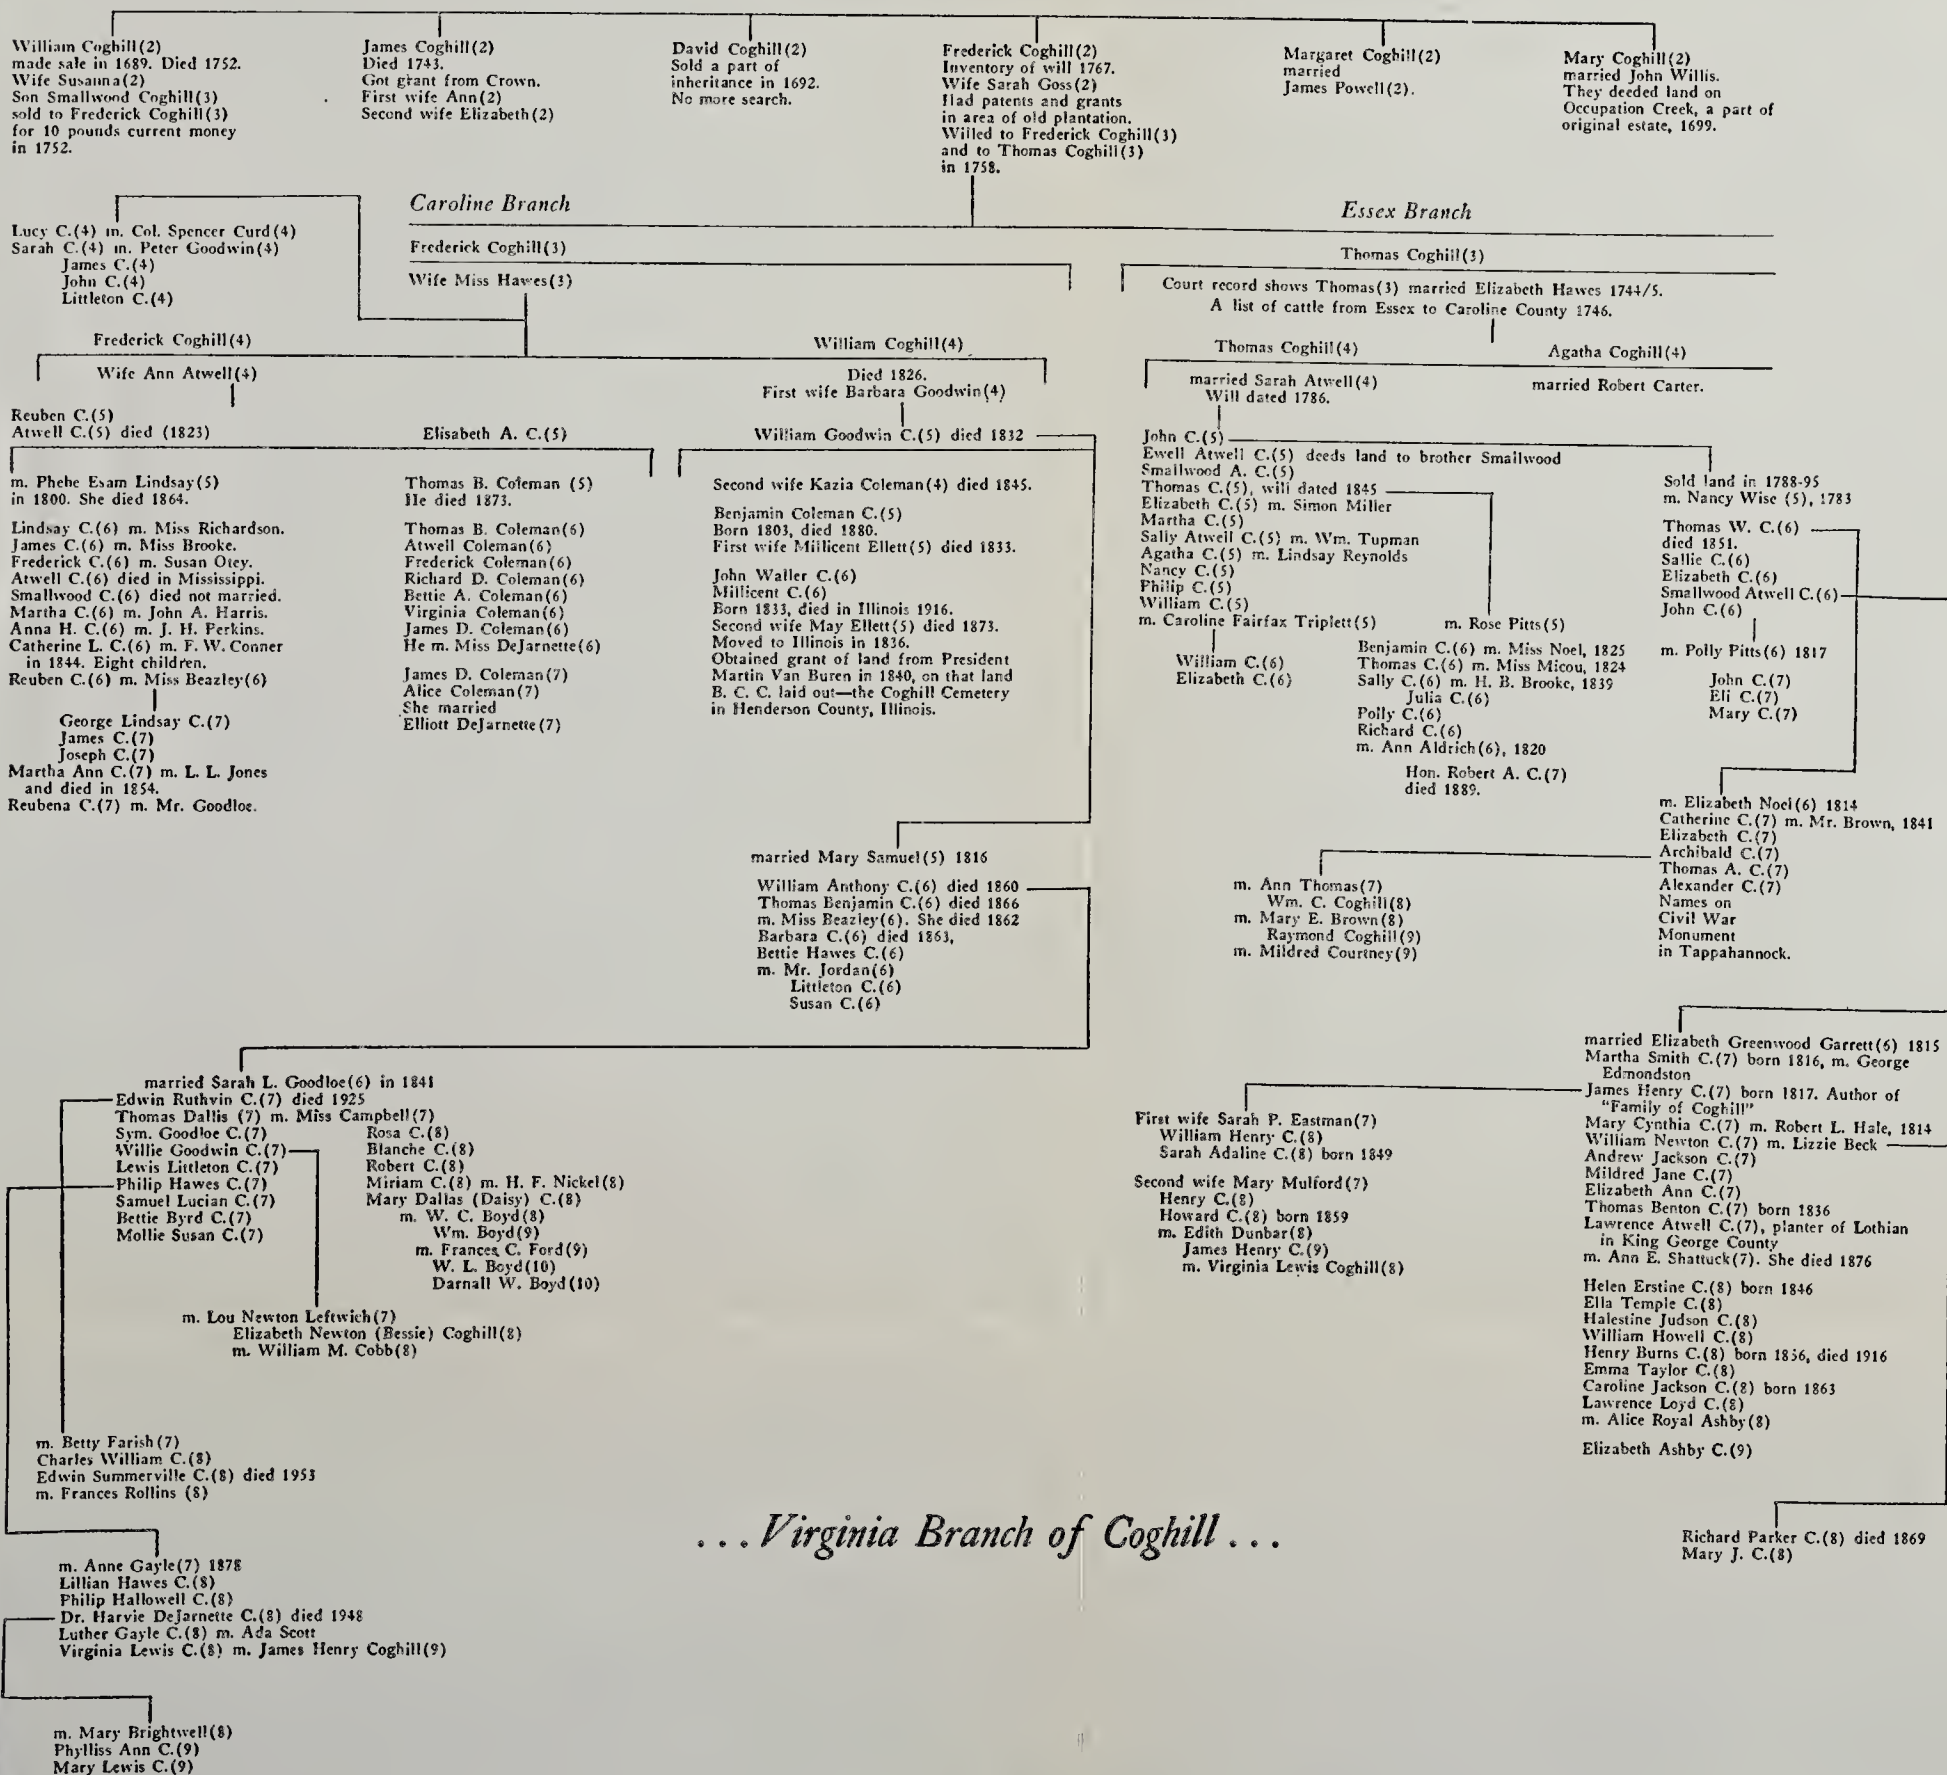 William Coghill(2)
made sale in 1689. Died 1752.
Wife Susanna(2)
Son Smallwood Coghill(3)
sold to Frederick Coghill(3)
for 10 pounds current money
in 1752.
James Coghill(2)
Died 1743.
Got grant from Crown.
First wife Ann(2)
Second wife Elizabeth(2)
David Coghill(2)
Sold a part of
inheritance in 1692.
No more search.
Frederick Coghill(2)
Inventory of will 1767.
Wife Sarah Goss(2)
Had patents and grants
in area of old plantation.
Willed to Frederick Coghill(3)
and to Thomas Coghill(3)
in 1758.
Margaret Coghill(2)
married
James Powell(2).
Mary Coghill(2)
married John Willis.
They deeded land on
Occupation Creek, a part of
original estate, 1699.
Caroline Branch
Essex Branch
Lucy C.(4) m. Col. Spencer Curd(4)
Sarah C.(4) m. Peter Goodwin(4)
James C.(4)
John C.(4)
Littleton C.(4)
Frederick Coghill(3)
Wife Miss Hawes(3)
Thomas Coghill(3)
Court record shows Thomas(3) married Elizabeth Hawes 1744/5.
A list of cattle from Essex to Caroline County 1746.
Frederick Coghill(4)
Wife Ann Atwell(4)
William Coghill(4)
Died 1826.
First wife Barbara Goodwin(4)
Thomas Coghill(4)
married Sarah Atwell(4)
Will dated 1786.
Agatha Coghill(4)
married Robert Carter.
Reuben C.(5)
Atwell C.(5) died (1823)
Elisabeth A. C.(5)
William Goodwin C.(5) died 1832
m. Phebe Esam Lindsay(5)
in 1800. She died 1864.
Lindsay C.(6) m. Miss Richardson.
James C.(6) m. Miss Brooke.
Frederick C.(6) m. Susan Otey.
Atwell C.(6) died in Mississippi.
Smallwood C.(6) died not married.
Martha C.(6) m. John A. Harris.
Anna H. C.(6) m. J. H. Perkins.
Catherine L. C.(6) m. F. W. Conner
in 1844. Eight children.
Reuben C.(6) m. Miss Beazley(6)
George Lindsay C.(7)
James C.(7)
Joseph C.(7)
Martha Ann C.(7) m. L. L. Jones
and died in 1854.
Reubena C.(7) m. Mr. Goodloe.
Thomas B. Coleman (5)
He died 1873.
Thomas B. Coleman(6)
Atwell Coleman(6)
Frederick Coleman(6)
Richard D. Coleman(6)
Bettie A. Coleman(6)
Virginia Coleman(6)
James D. Coleman(6)
He m. Miss DeJarnette(6)
James D. Coleman(7)
Alice Coleman(7)
She married
Elliott DeJarnette(7)
Second wife Kazia Coleman(4) died 1845.
Benjamin Coleman C.(5)
Born 1803, died 1880.
First wife Millicent Ellett(5) died 1833.
John Waller C.(6)
Millicent C.(6)
Born 1833, died in Illinois 1916.
Second wife May Ellett(5) died 1873.
Moved to Illinois in 1836.
Obtained grant of land from President
Martin Van Buren in 1840, on that land
B. C. C. laid out—the Coghill Cemetery
in Henderson County, Illinois.
John C.(5)
Ewell Atwell C.(5) deeds land to brother Smallwood
Smallwood A. C.(5)
Thomas C.(5), will dated 1845
Elizabeth C.(5) m. Simon Miller
Martha C.(5)
Sally Atwell C.(5) m. Wm. Tupman
Agatha C.(5) m. Lindsay Reynolds
Nancy C.(5)
Philip C.(5)
William C.(5)
m. Caroline Fairfax Triplett(5)
William C.(6)
Elizabeth C.(6)
m. Rose Pitts(5)
Benjamin C.(6) m. Miss Noel, 1825
Thomas C.(6) m. Miss Micou, 1824
Sally C.(6) m. H. B. Brooke, 1839
Julia C.(6)
Polly C.(6)
Richard C.(6)
m. Ann Aldrich(6), 1820
Hon. Robert A. C.(7)
died 1889.
Sold land in 1788-95
m. Nancy Wise (5), 1783
Thomas W. C.(6)
died 1851.
Sallie C.(6)
Elizabeth C.(6)
Smallwood Atwell C.(6)
John C.(6)
m. Polly Pitts(6) 1817
John C.(7)
Eli C.(7)
Mary C.(7)
m. Elizabeth Noel(6) 1814
Catherine C.(7) m. Mr. Brown, 1841
Elizabeth C.(7)
Archibald C.(7)
Thomas A. C.(7)
Alexander C.(7)
Names on
Civil War
Monument
in Tappahannock.
married Mary Samuel(5) 1816
William Anthony C.(6) died 1860
Thomas Benjamin C.(6) died 1866
m. Miss Beazley(6). She died 1862
Barbara C.(6) died 1863,
Bettie Hawes C.(6)
m. Mr. Jordan(6)
Littleton C.(6)
Susan C.(6)
m. Ann Thomas(7)
Wm. C. Coghill(8)
m. Mary E. Brown(8)
Raymond Coghill(9)
m. Mildred Courtney(9)
married Sarah L. Goodloe(6) in 1841
Edwin Ruthvin C.(7) died 1925
Thomas Dallis (7) m. Miss Campbell(7)
Sym. Goodloe C.(7)
Willie Goodwin C.(7)
Lewis Littleton C.(7)
Philip Hawes C.(7)
Samuel Lucian C.(7)
Bettie Byrd C.(7)
Mollie Susan C.(7)
Rosa C.(8)
Blanche C.(8)
Robert C.(8)
Miriam C.(8) m. H. F. Nickel(8)
Mary Dallas (Daisy) C.(8)
m. W. C. Boyd(8)
Wm. Boyd(9)
m. Frances C. Ford(9)
W. L. Boyd(10)
Darnall W. Boyd(10)
m. Lou Newton Leftwich(7)
Elizabeth Newton (Bessie) Coghill(8)
m. William M. Cobb(8)
First wife Sarah P. Eastman(7)
William Henry C.(8)
Sarah Adaline C.(8) born 1849
Second wife Mary Mulford(7)
Henry C.(8)
Howard C.(8) born 1859
m. Edith Dunbar(8)
James Henry C.(9)
m. Virginia Lewis Coghill(8)
married Elizabeth Greenwood Garrett(6) 1815
Martha Smith C.(7) born 1816, m. George
Edmondston
James Henry C.(7) born 1817. Author of
"Family of Coghill"
Mary Cynthia C.(7) m. Robert L. Hale, 1814
William Newton C.(7) m. Lizzie Beck
Andrew Jackson C.(7)
Mildred Jane C.(7)
Elizabeth Ann C.(7)
Thomas Benton C.(7) born 1836
Lawrence Atwell C.(7), planter of Lothian
in King George County
m. Ann E. Shattuck(7). She died 1876
Helen Erstine C.(8) born 1846
Ella Temple C.(8)
Halestine Judson C.(8)
William Howell C.(8)
Henry Burns C.(8) born 1856, died 1916
Emma Taylor C.(8)
Caroline Jackson C.(8) born 1863
Lawrence Loyd C.(8)
m. Alice Royal Ashby(8)
Elizabeth Ashby C.(9)
m. Betty Farish(7)
Charles William C.(8)
Edwin Summerville C.(8) died 1953
m. Frances Rollins (8)
...Virginia Branch of Coghill...
Richard Parker C.(8) died 1869
Mary J. C.(8)
m. Anne Gayle(7) 1878
Lillian Hawes C.(8)
Philip Hallowell C.(8)
Dr. Harvie DeJarnette C.(8) died 1948
Luther Gayle C.(8) m. Ada Scott
Virginia Lewis C.(8) m. James Henry Coghill(9)
m. Mary Brightwell(8)
Phylliss Ann C.(9)
Mary Lewis C.(9)